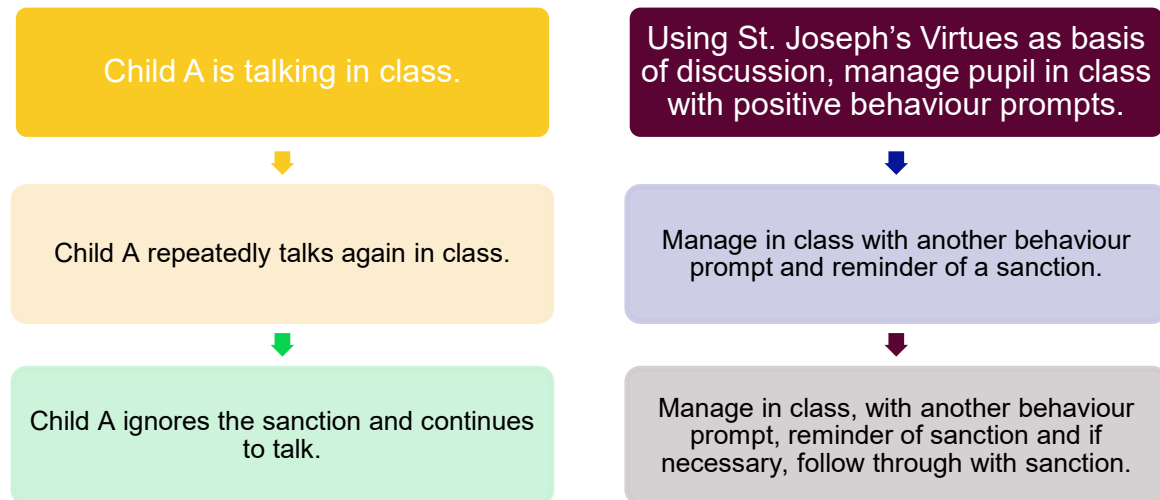 Child A is talking in class.
Using St. Joseph’s Virtues as basis
of discussion, manage pupil in class
with positive behaviour prompts.
Child A repeatedly talks again in class.
Manage in class with another behaviour
prompt and reminder of a sanction.
Child A ignores the sanction and continues
to talk.
Manage in class, with another behaviour
prompt, reminder of sanction and if
necessary, follow through with sanction.